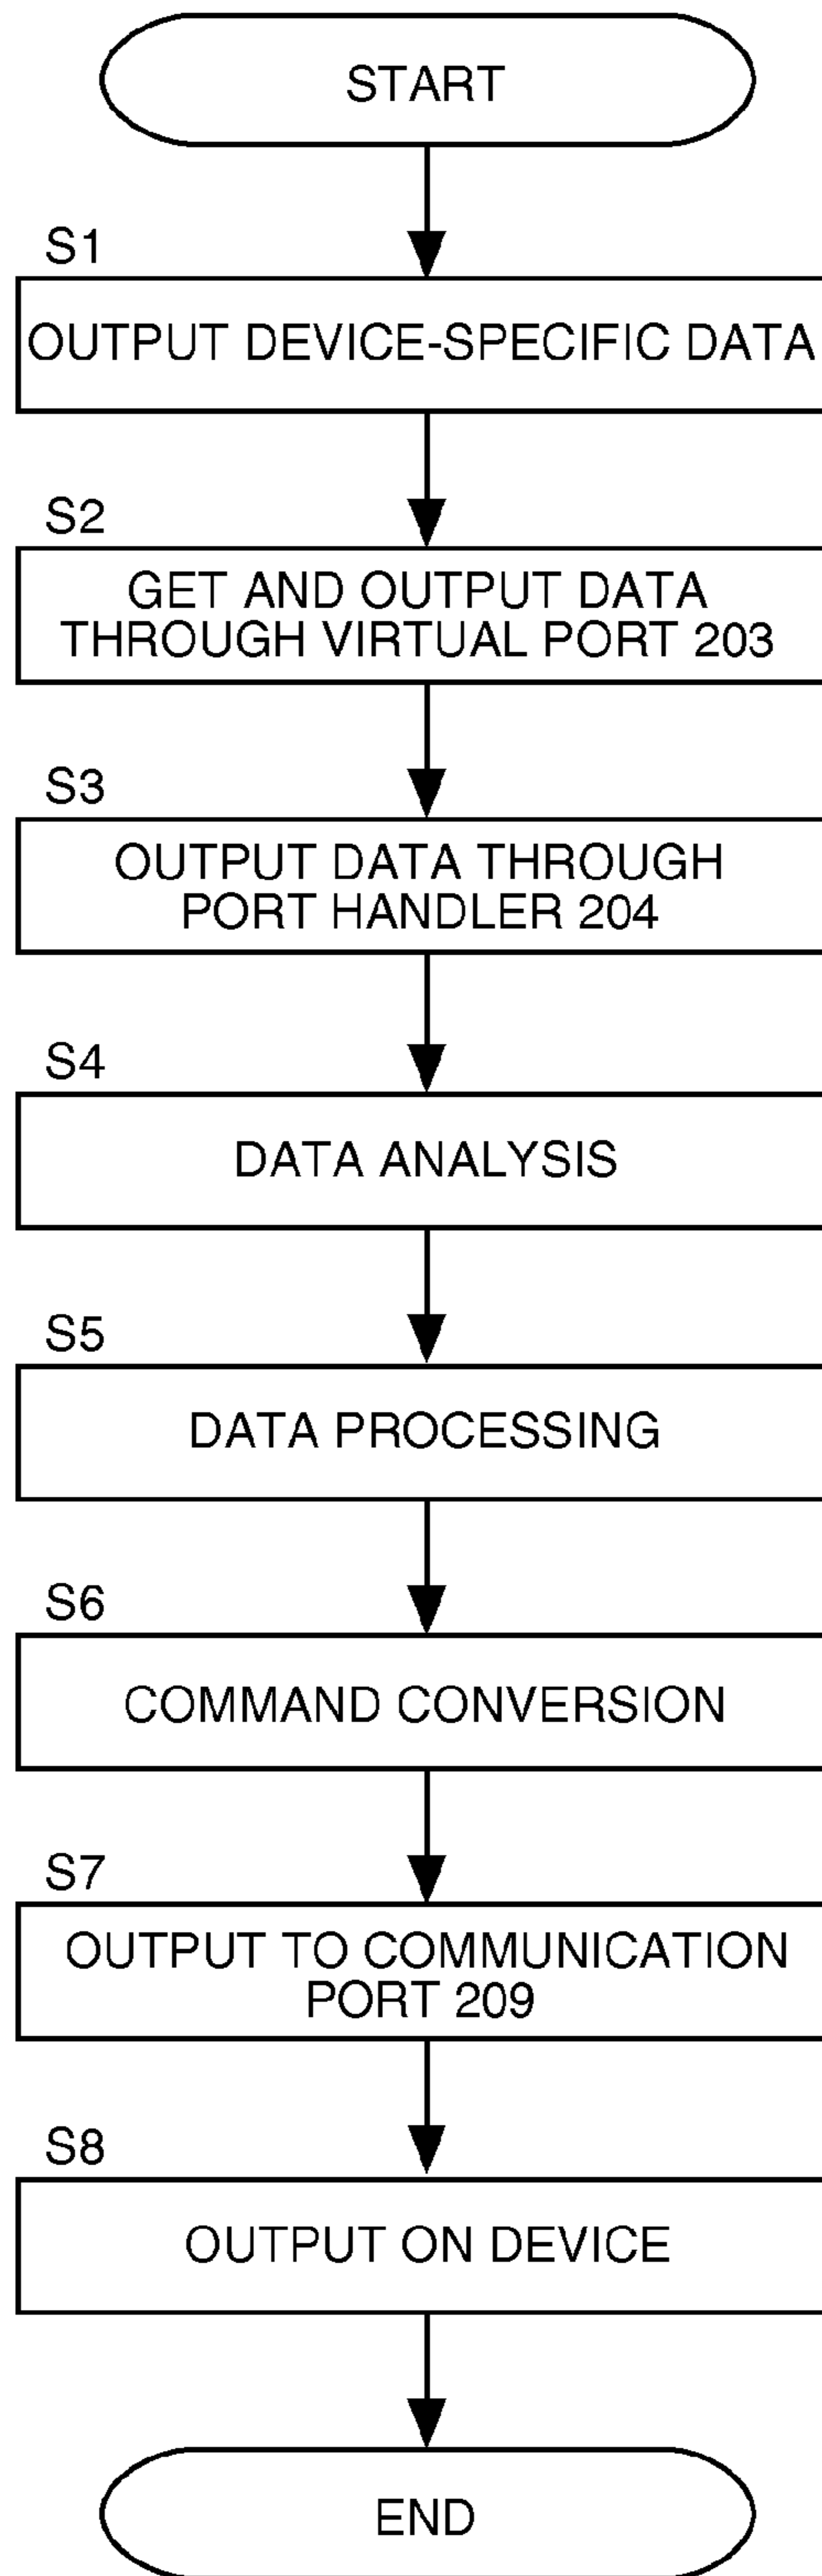 START
S1
OUTPUT DEVICE-SPECIFIC DATA
S2
GET AND OUTPUT DATA
THROUGH VIRTUAL PORT 203
S3
OUTPUT DATA THROUGH
PORT HANDLER 204
S4
DATA ANALYSIS
S5
DATA PROCESSING
S6
COMMAND CONVERSION
S7
OUTPUT TO COMMUNICATION
PORT 209
S8
OUTPUT ON DEVICE
END